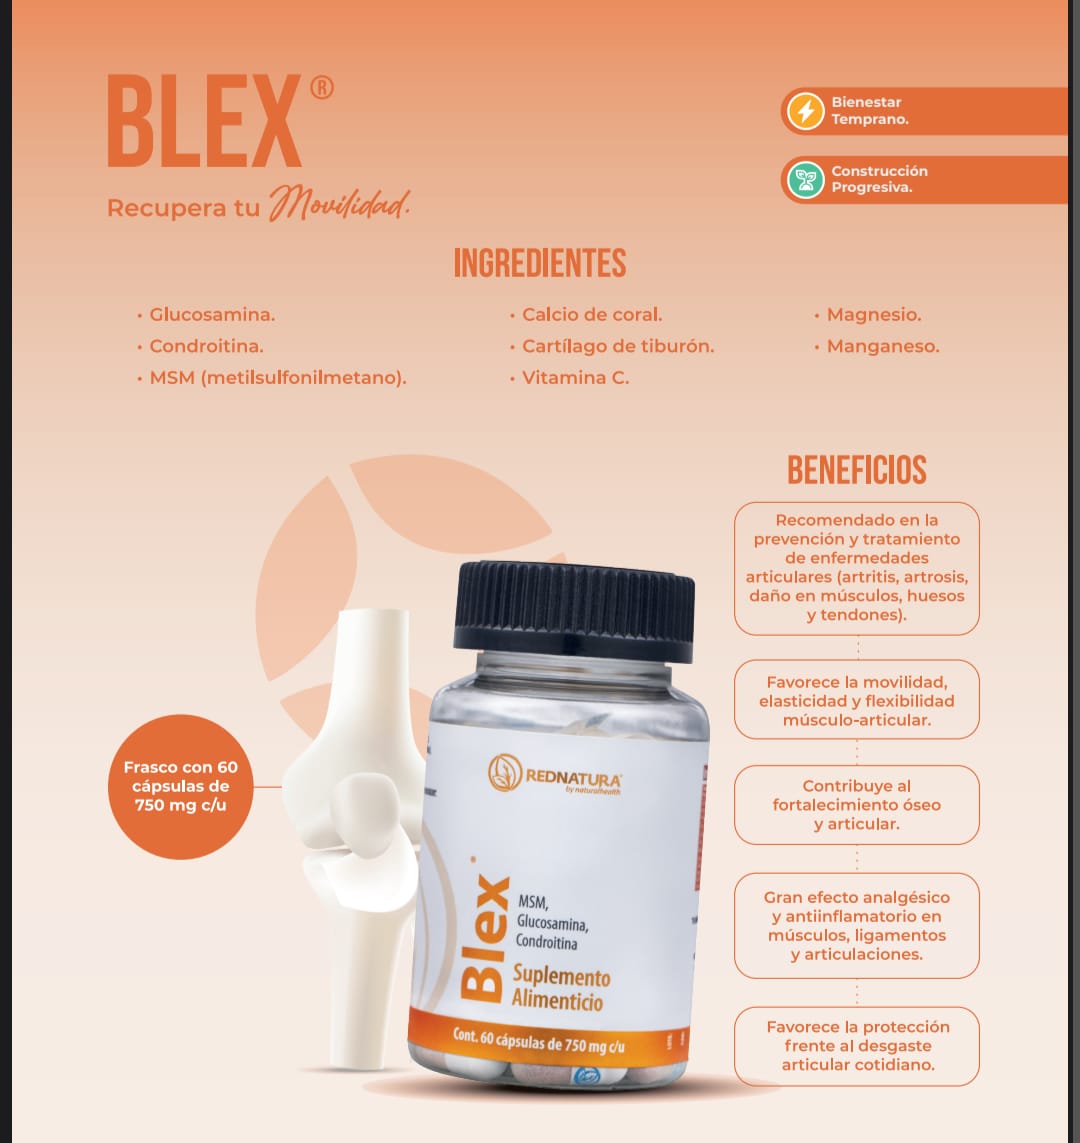 BLEX®
Recupera tu Movilidad.
Bienestar
Temprano.
Construcción
Progresiva.
INGREDIENTES
• Glucosamina.
• Condroitina.
• MSM (metilsulfonilmetano).
• Calcio de coral.
• Cartílago de tiburón.
• Vitamina C.
• Magnesio.
• Manganeso.
BENEFICIOS
Recomendado en la
prevención y tratamiento
de enfermedades
articulares (artritis, artrosis,
daño en músculos, huesos
y tendones).
Favorece la movilidad,
elasticidad y flexibilidad
músculo-articular.
Contribuye al
fortalecimiento óseo
y articular.
Gran efecto analgésico
y antiinflamatorio en
músculos, ligamentos
y articulaciones.
Favorece la protección
frente al desgaste
articular cotidiano.
Frasco con 60
cápsulas de
750 mg c/u
REDNATURA
by naturalhealth
Blex
MSM,
Glucosamina,
Condroitina
Suplemento
Alimenticio
Cont. 60 cápsulas de 750 mg c/u